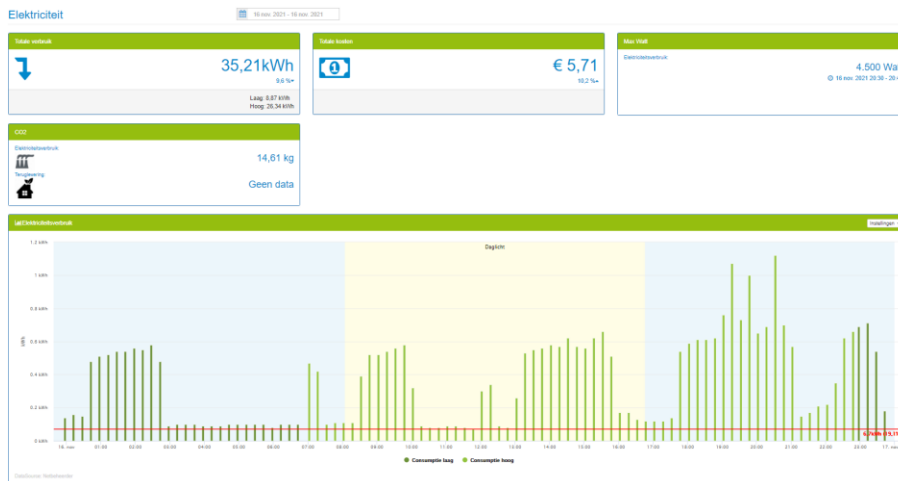 Elektriciteit
16 nov. 2021 - 16 nov. 2021
Totale verbruik
35,21kWh
9,6 %
Laag: 8,87 kWh
Hoog: 26,34 kWh
Totale kosten
€ 5,71
10,2 %
Max Watt
Elektriciteitsverbruik:
4.500 Wa
16 nov. 2021 20:30 - 20:
CO2
Elektriciteitsverbruik:
14,61 kg
Teruglevering:
Geen data
Elektriciteitsverbruik
Instellingen
Daglicht
1.2 kWh
1 kWh
0.8 kWh
0.6 kWh
0.4 kWh
0.2 kWh
0 kWh
kWh
16. nov. 01:00 02:00 03:00 04:00 05:00 06:00 07:00 08:00 09:00 10:00 11:00 12:00 13:00 14:00 15:00 16:00 17:00 18:00 19:00 20:00 21:00 22:00 23:00 17. nov
Consumptie laag Consumptie hoog